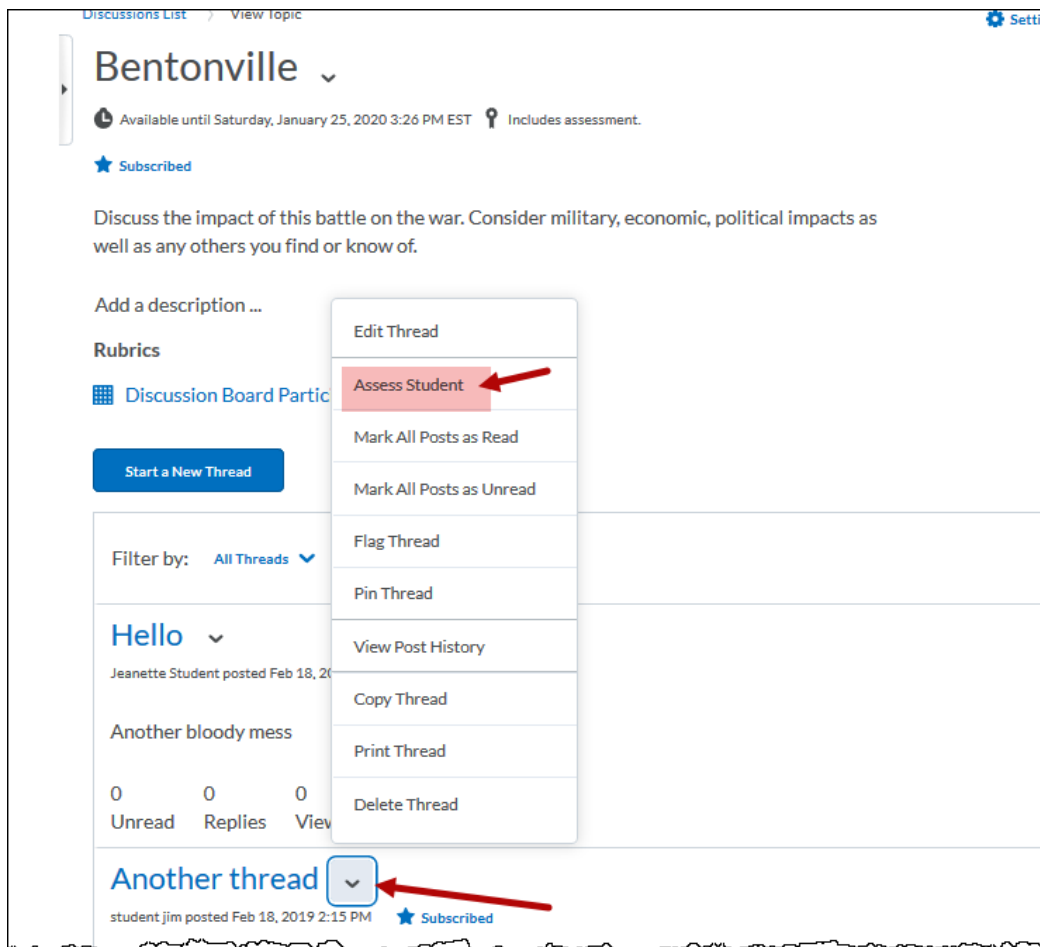 Discussions List View Topic
Setti
Bentonville
Available until Saturday, January 25, 2020 3:26 PM EST Includes assessment.
Subscribed
Discuss the impact of this battle on the war. Consider military, economic, political impacts as
well as any others you find or know of.
Add a description ...
Rubrics
Discussion Board Partic
Start a New Thread
Edit Thread
Assess Student
Mark All Posts as Read
Mark All Posts as Unread
Flag Thread
Pin Thread
View Post History
Copy Thread
Print Thread
Delete Thread
Filter by: All Threads
Hello
Jeanette Student posted Feb 18, 20
Another bloody mess
0 0 0
Unread Replies View
Another thread
student jim posted Feb 18, 2019 2:15 PM Subscribed